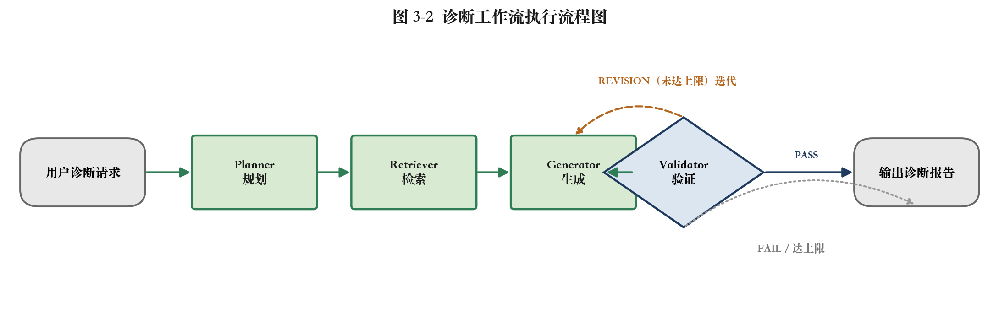 图 3-2 诊断工作流执行流程图
REVISION（未达上限）迭代
用户诊断请求
Planner
规划
Retriever
检索
Generator
生成
Validator
验证
PASS
输出诊断报告
FAIL / 达上限